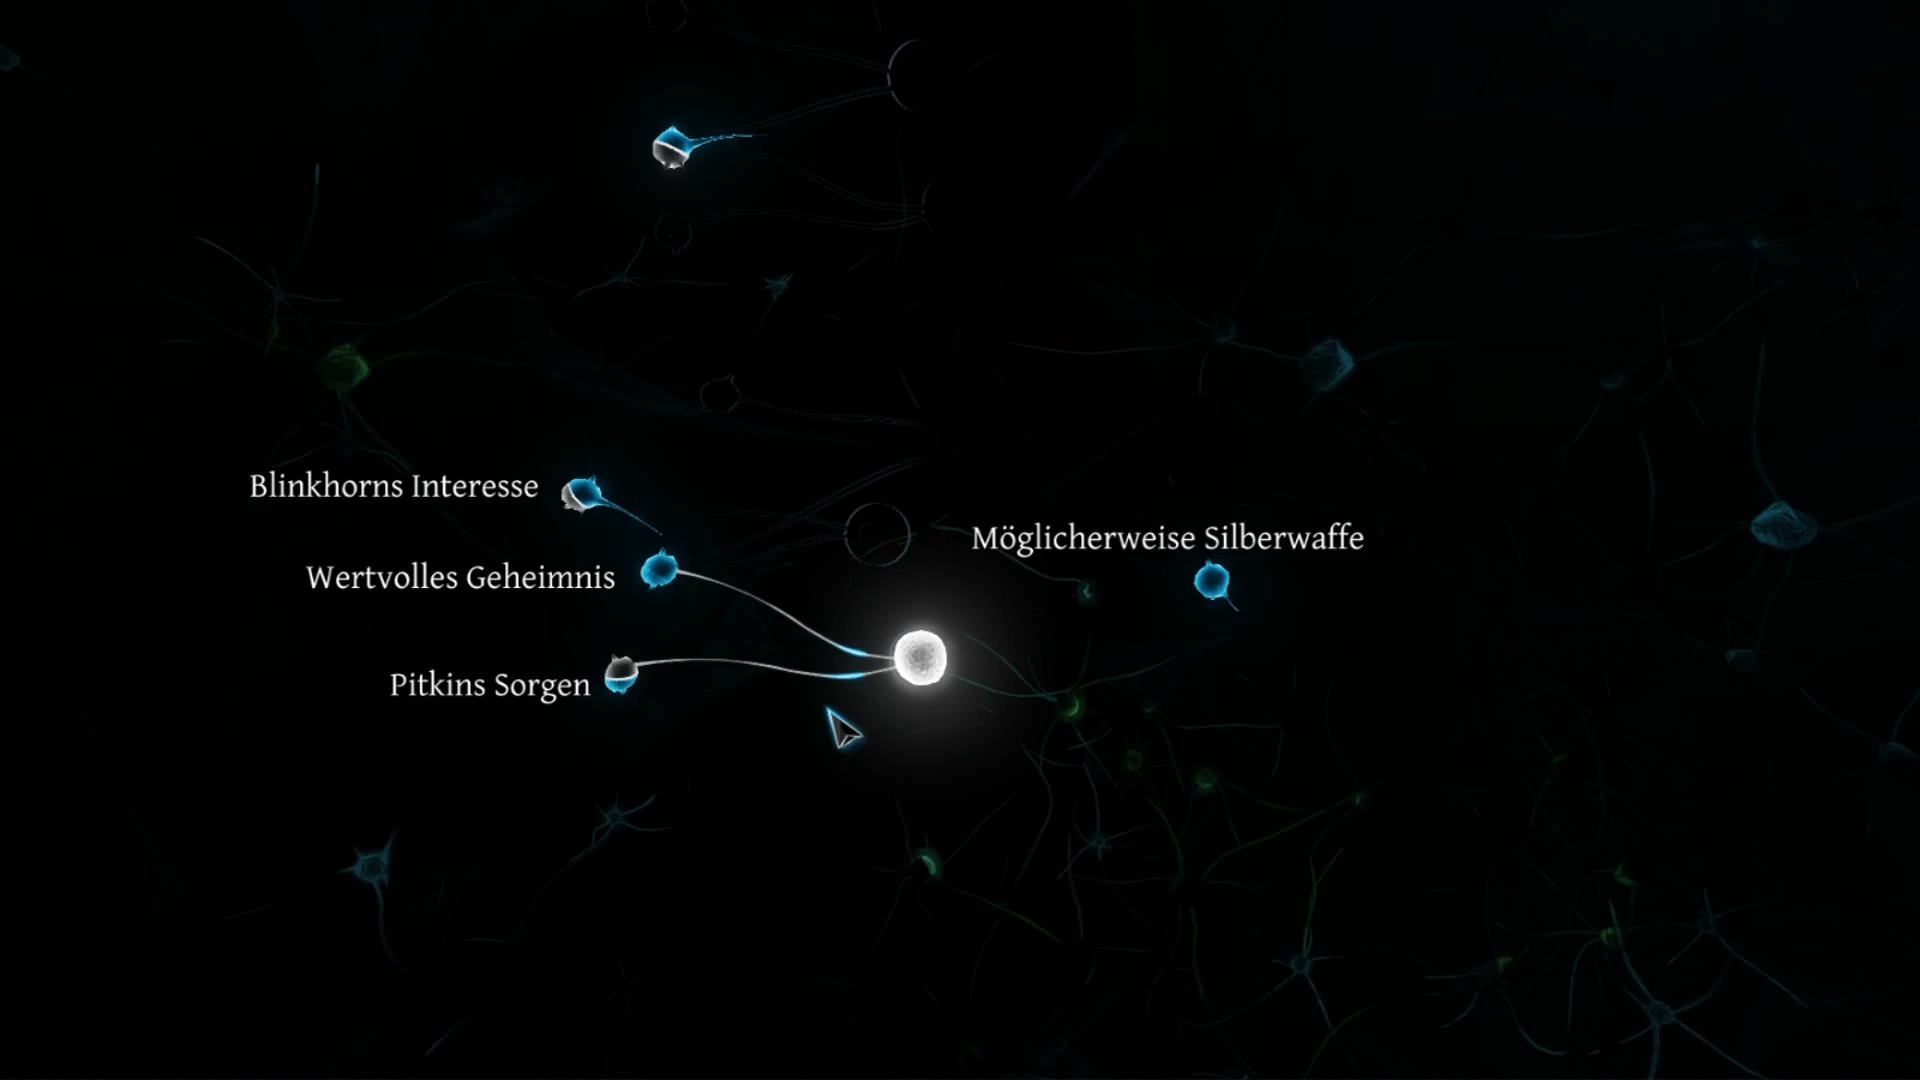 Blinkhorns Interesse
Möglicherweise Silberwaffe
Wertvolles Geheimnis
Pitkins Sorgen